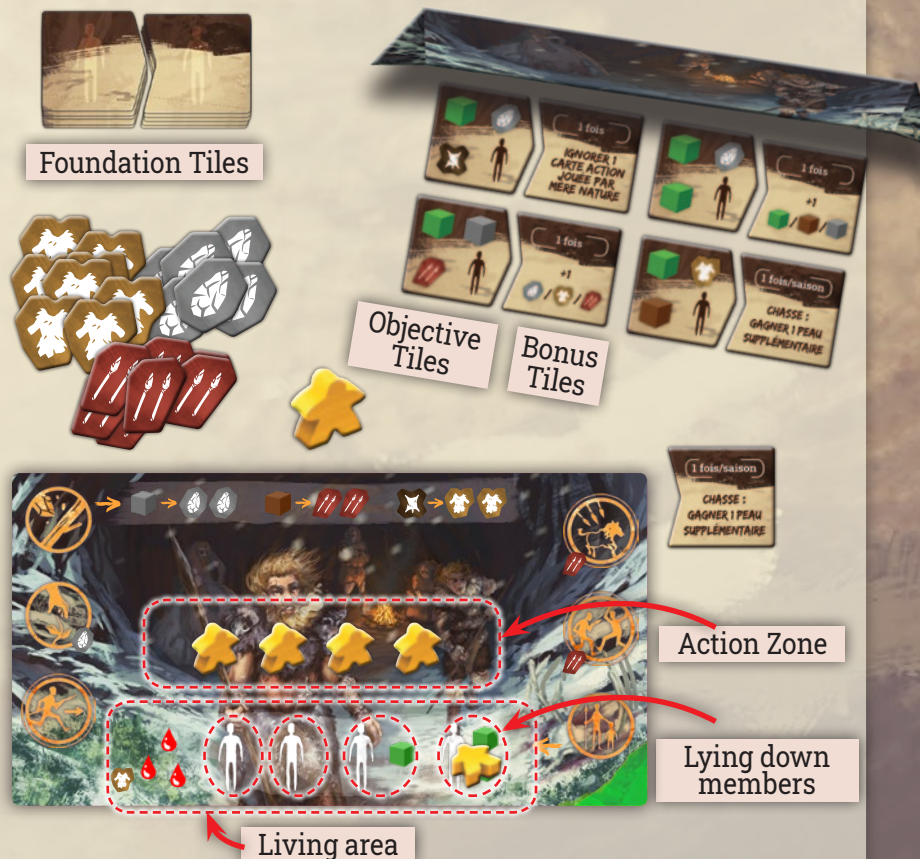 Foundation Tiles
1 fois
IGNORER 1
CARTE ACTION
JOUÉE PAR
MÈRE NATURE
1 fois
+1
/ /
1 fois
+1
/ /
1 fois/saison
CHASSE :
GAGNER 1 PEAU
SUPPLÉMENTAIRE
Objective
Tiles
Bonus
Tiles
1 fois/saison
CHASSE :
GAGNER 1 PEAU
SUPPLÉMENTAIRE
Action Zone
Lying down
members
Living area